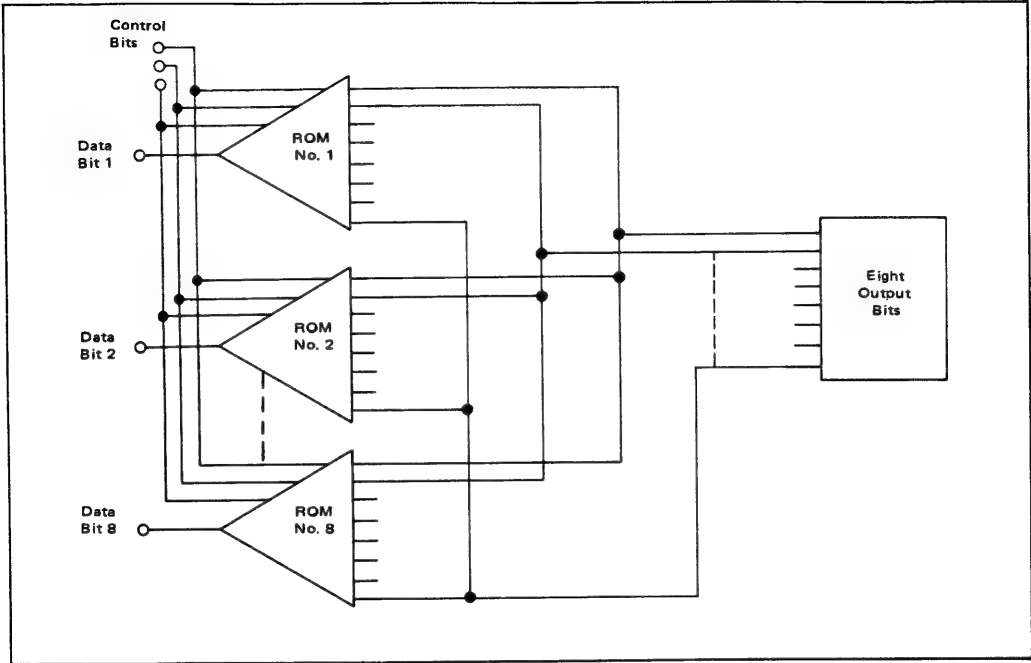 Control
Bits
ROM
No. 1
Data
Bit 1
Eight
Output
Bits
ROM
No. 2
Data
Bit 2
ROM
No. 8
Data
Bit 8